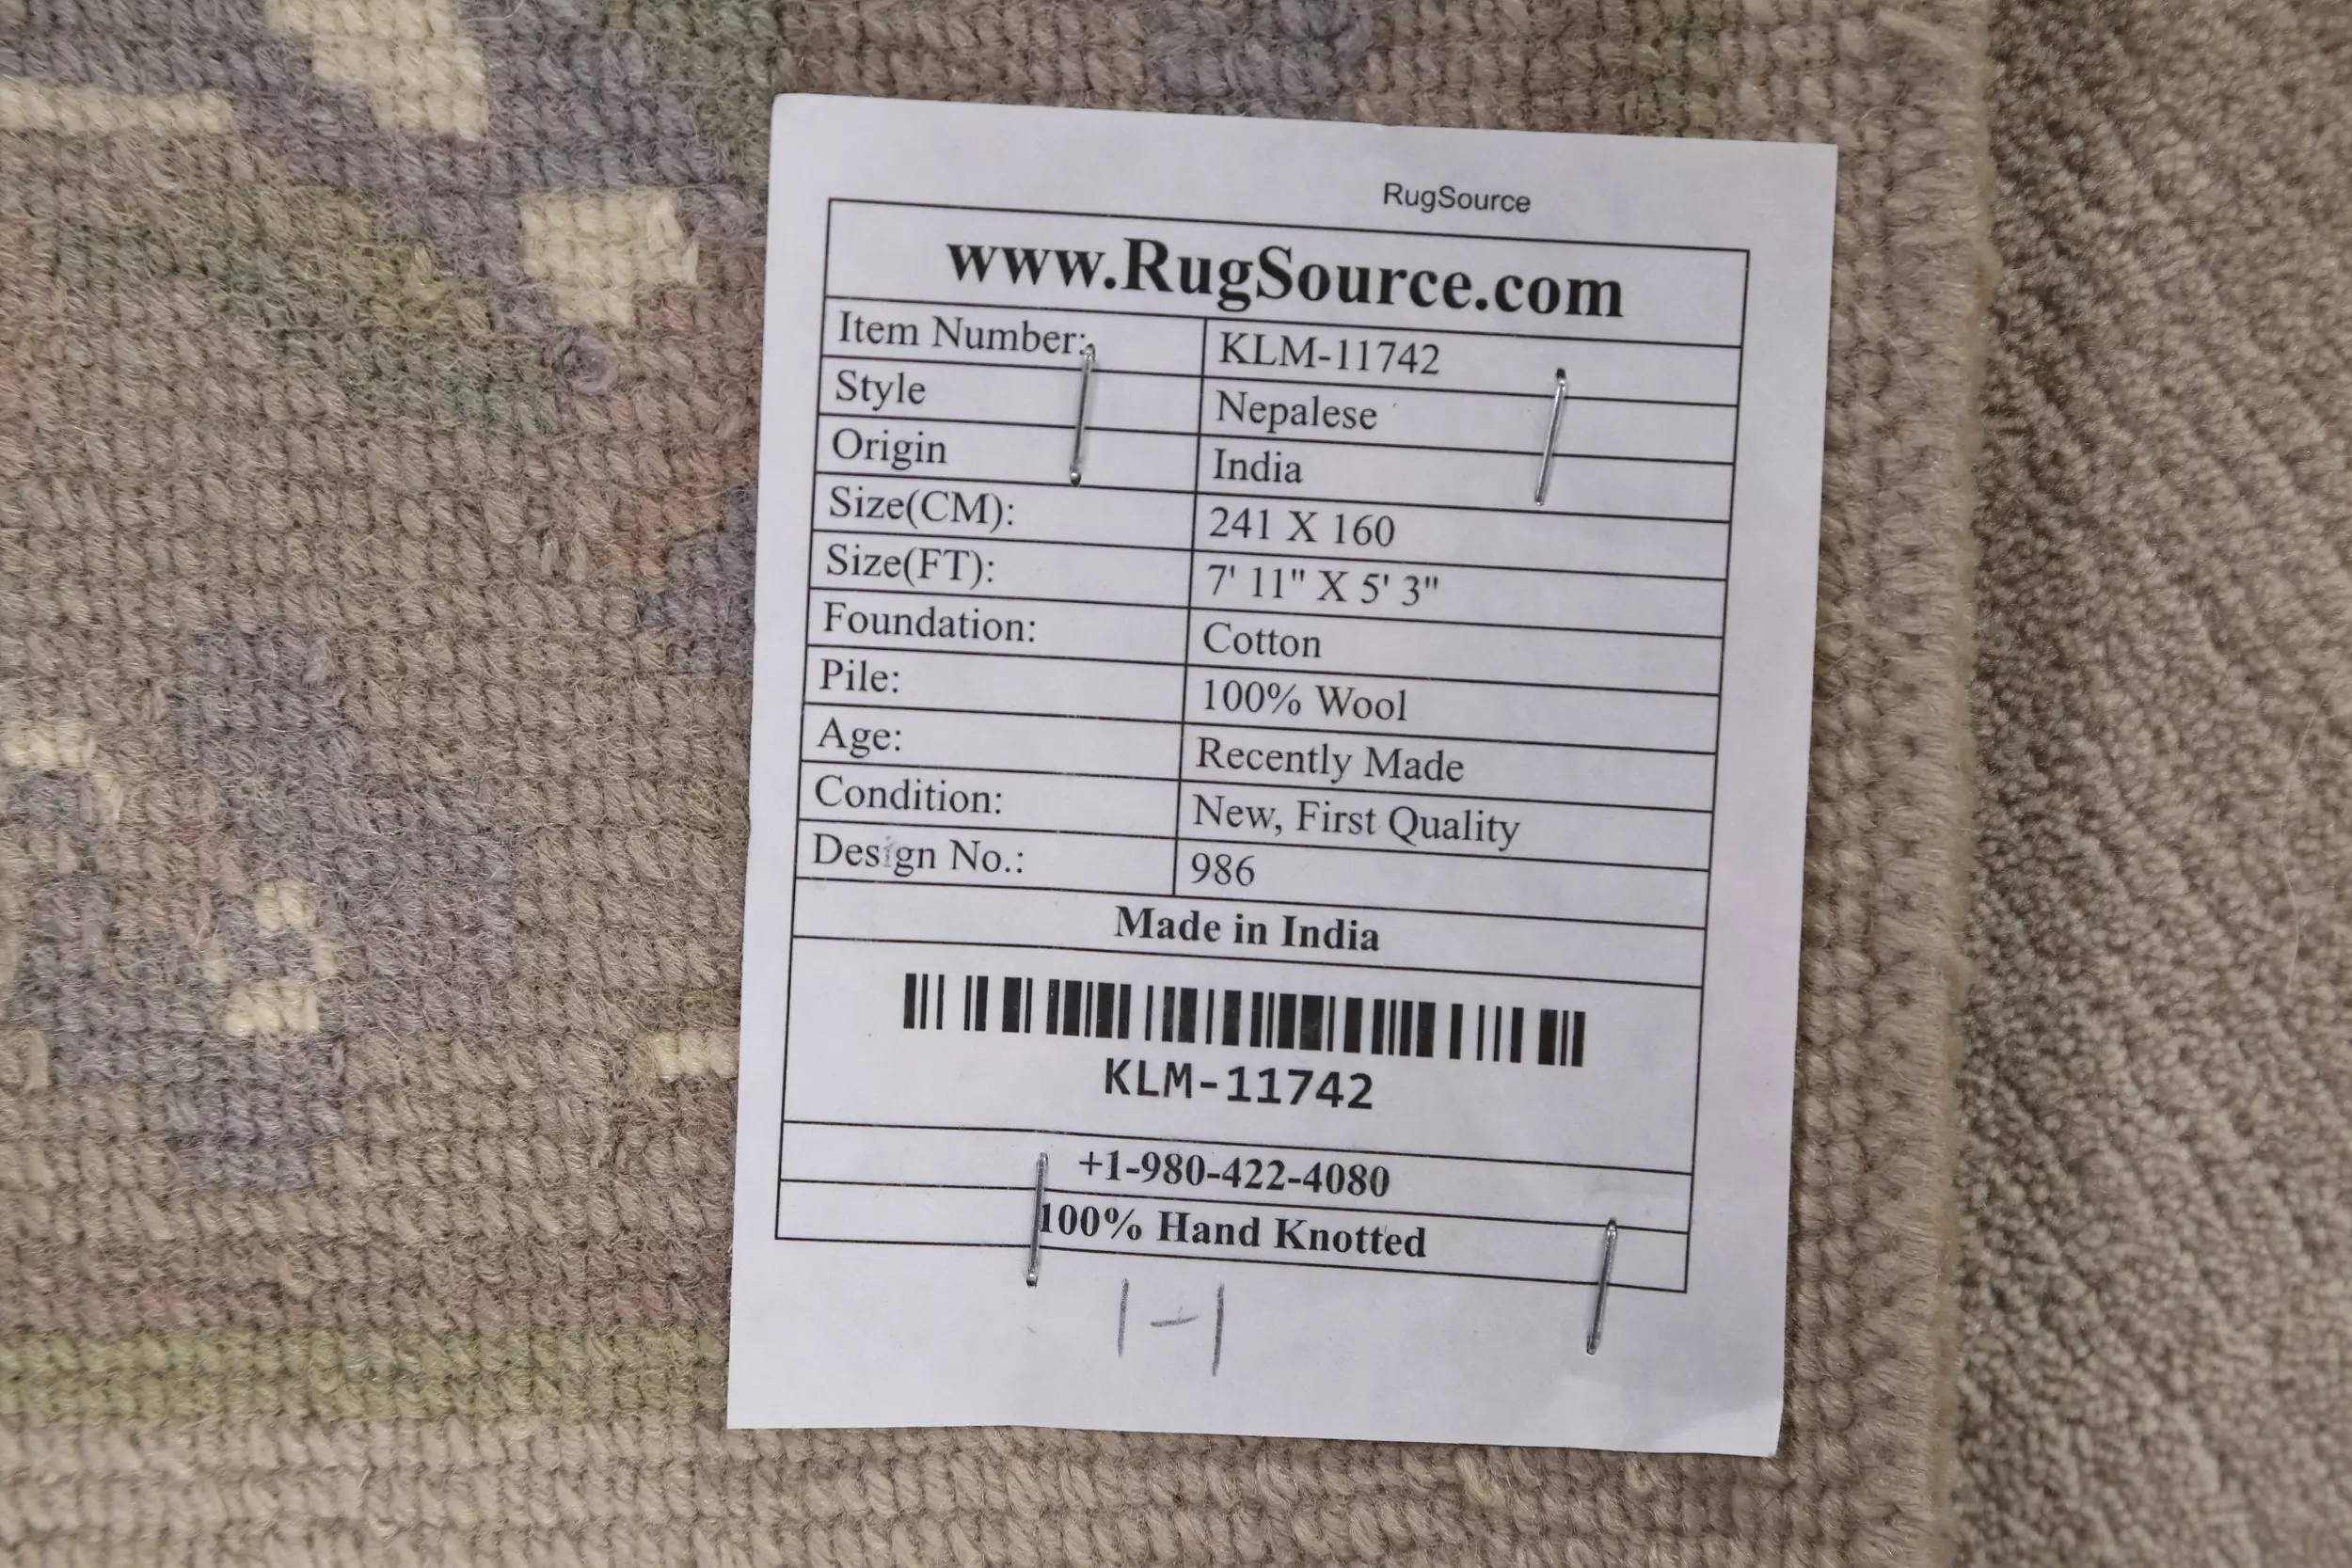 RugSource
www.RugSource.com
Item Number: KLM-11742
Style Nepalese
Origin India
Size(CM): 241 X 160
Size(FT): 7' 11" X 5' 3"
Foundation: Cotton
Pile: 100% Wool
Age: Recently Made
Condition: New, First Quality
Design No.: 986
Made in India
KLM-11742
+1-980-422-4080
100% Hand Knotted
1-1